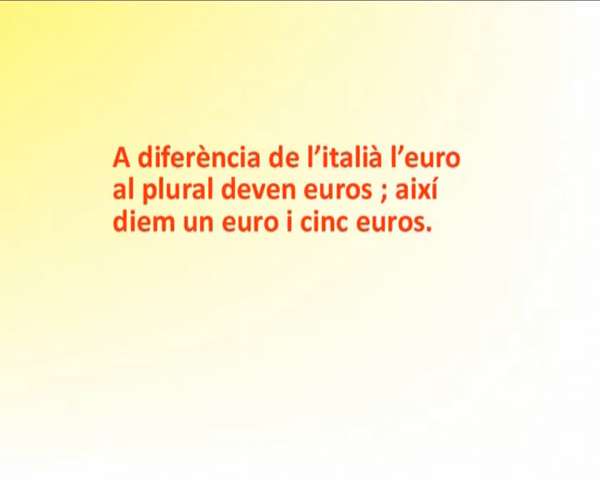 A diferència de l’italià l’euro
al plural deven euros ; així
diem un euro i cinc euros.